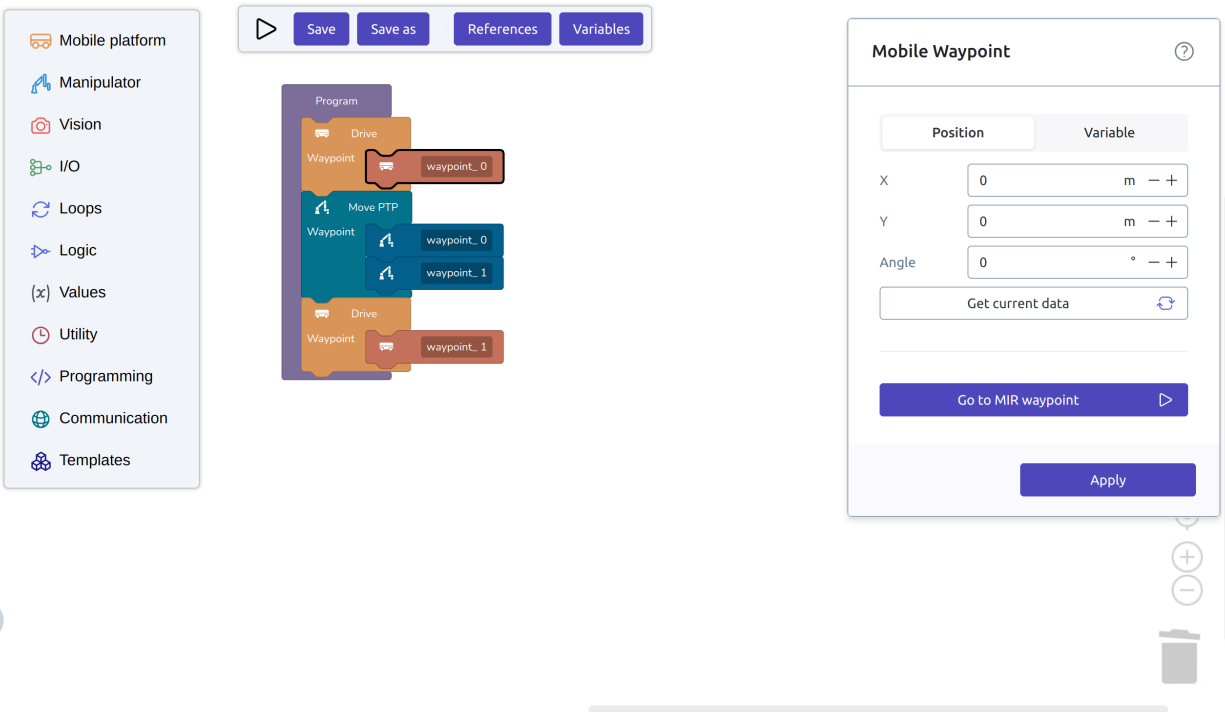 Mobile platform
Manipulator
Vision
I/O
Loops
Logic
(x) Values
Utility
</> Programming
Communication
Templates
Save
Save as
References
Variables
Program
Drive
Waypoint
waypoint_ 0
Move PTP
Waypoint
waypoint_ 0
waypoint_ 1
Drive
Waypoint
waypoint_ 1
Mobile Waypoint
?
Position
Variable
X
0
m
Y
0
m
Angle
0
°
Get current data
Go to MIR waypoint
Apply